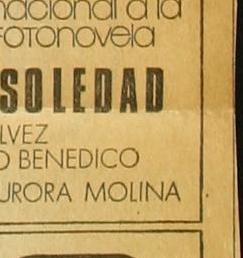 nacional a la
FOTONOVELA
SOLEDAD
LVEZ
O BENEDICO
URORA MOLINA